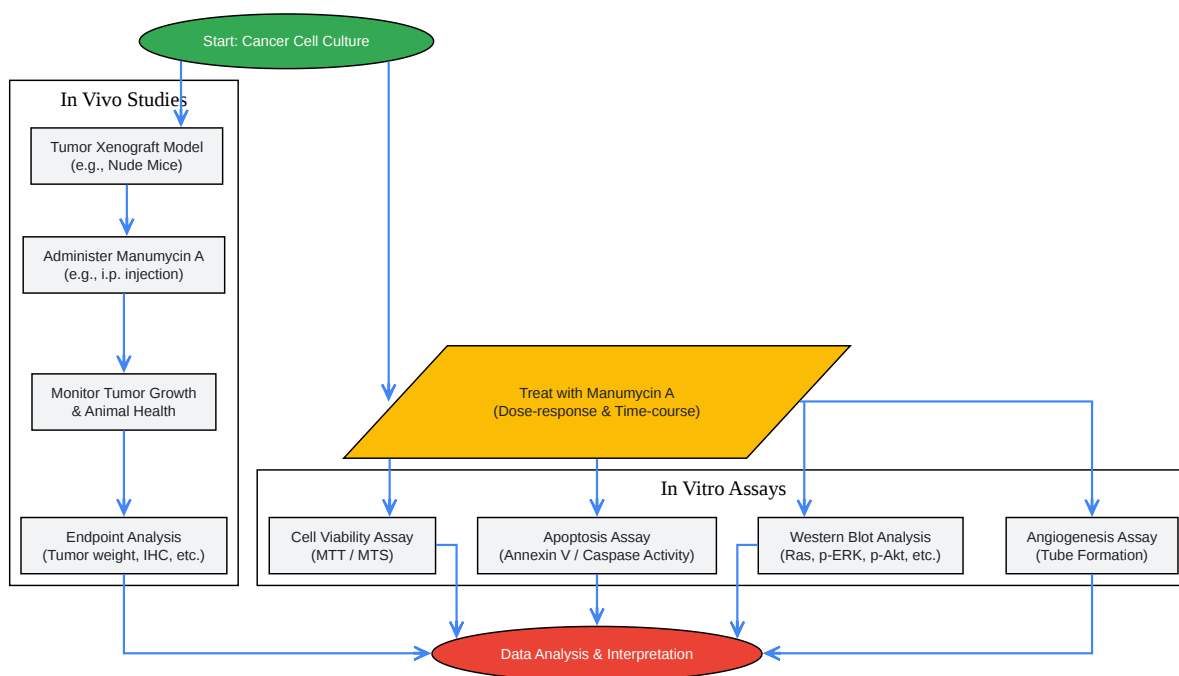 Start: Cancer Cell Culture
In Vivo Studies
Tumor Xenograft Model
(e.g., Nude Mice)
Administer Manumycin A
(e.g., i.p. injection)
Monitor Tumor Growth
& Animal Health
Endpoint Analysis
(Tumor weight, IHC, etc.)
Treat with Manumycin A
(Dose-response & Time-course)
In Vitro Assays
Cell Viability Assay
(MTT / MTS)
Apoptosis Assay
(Annexin V / Caspase Activity)
Western Blot Analysis
(Ras, p-ERK, p-Akt, etc.)
Angiogenesis Assay
(Tube Formation)
Data Analysis & Interpretation